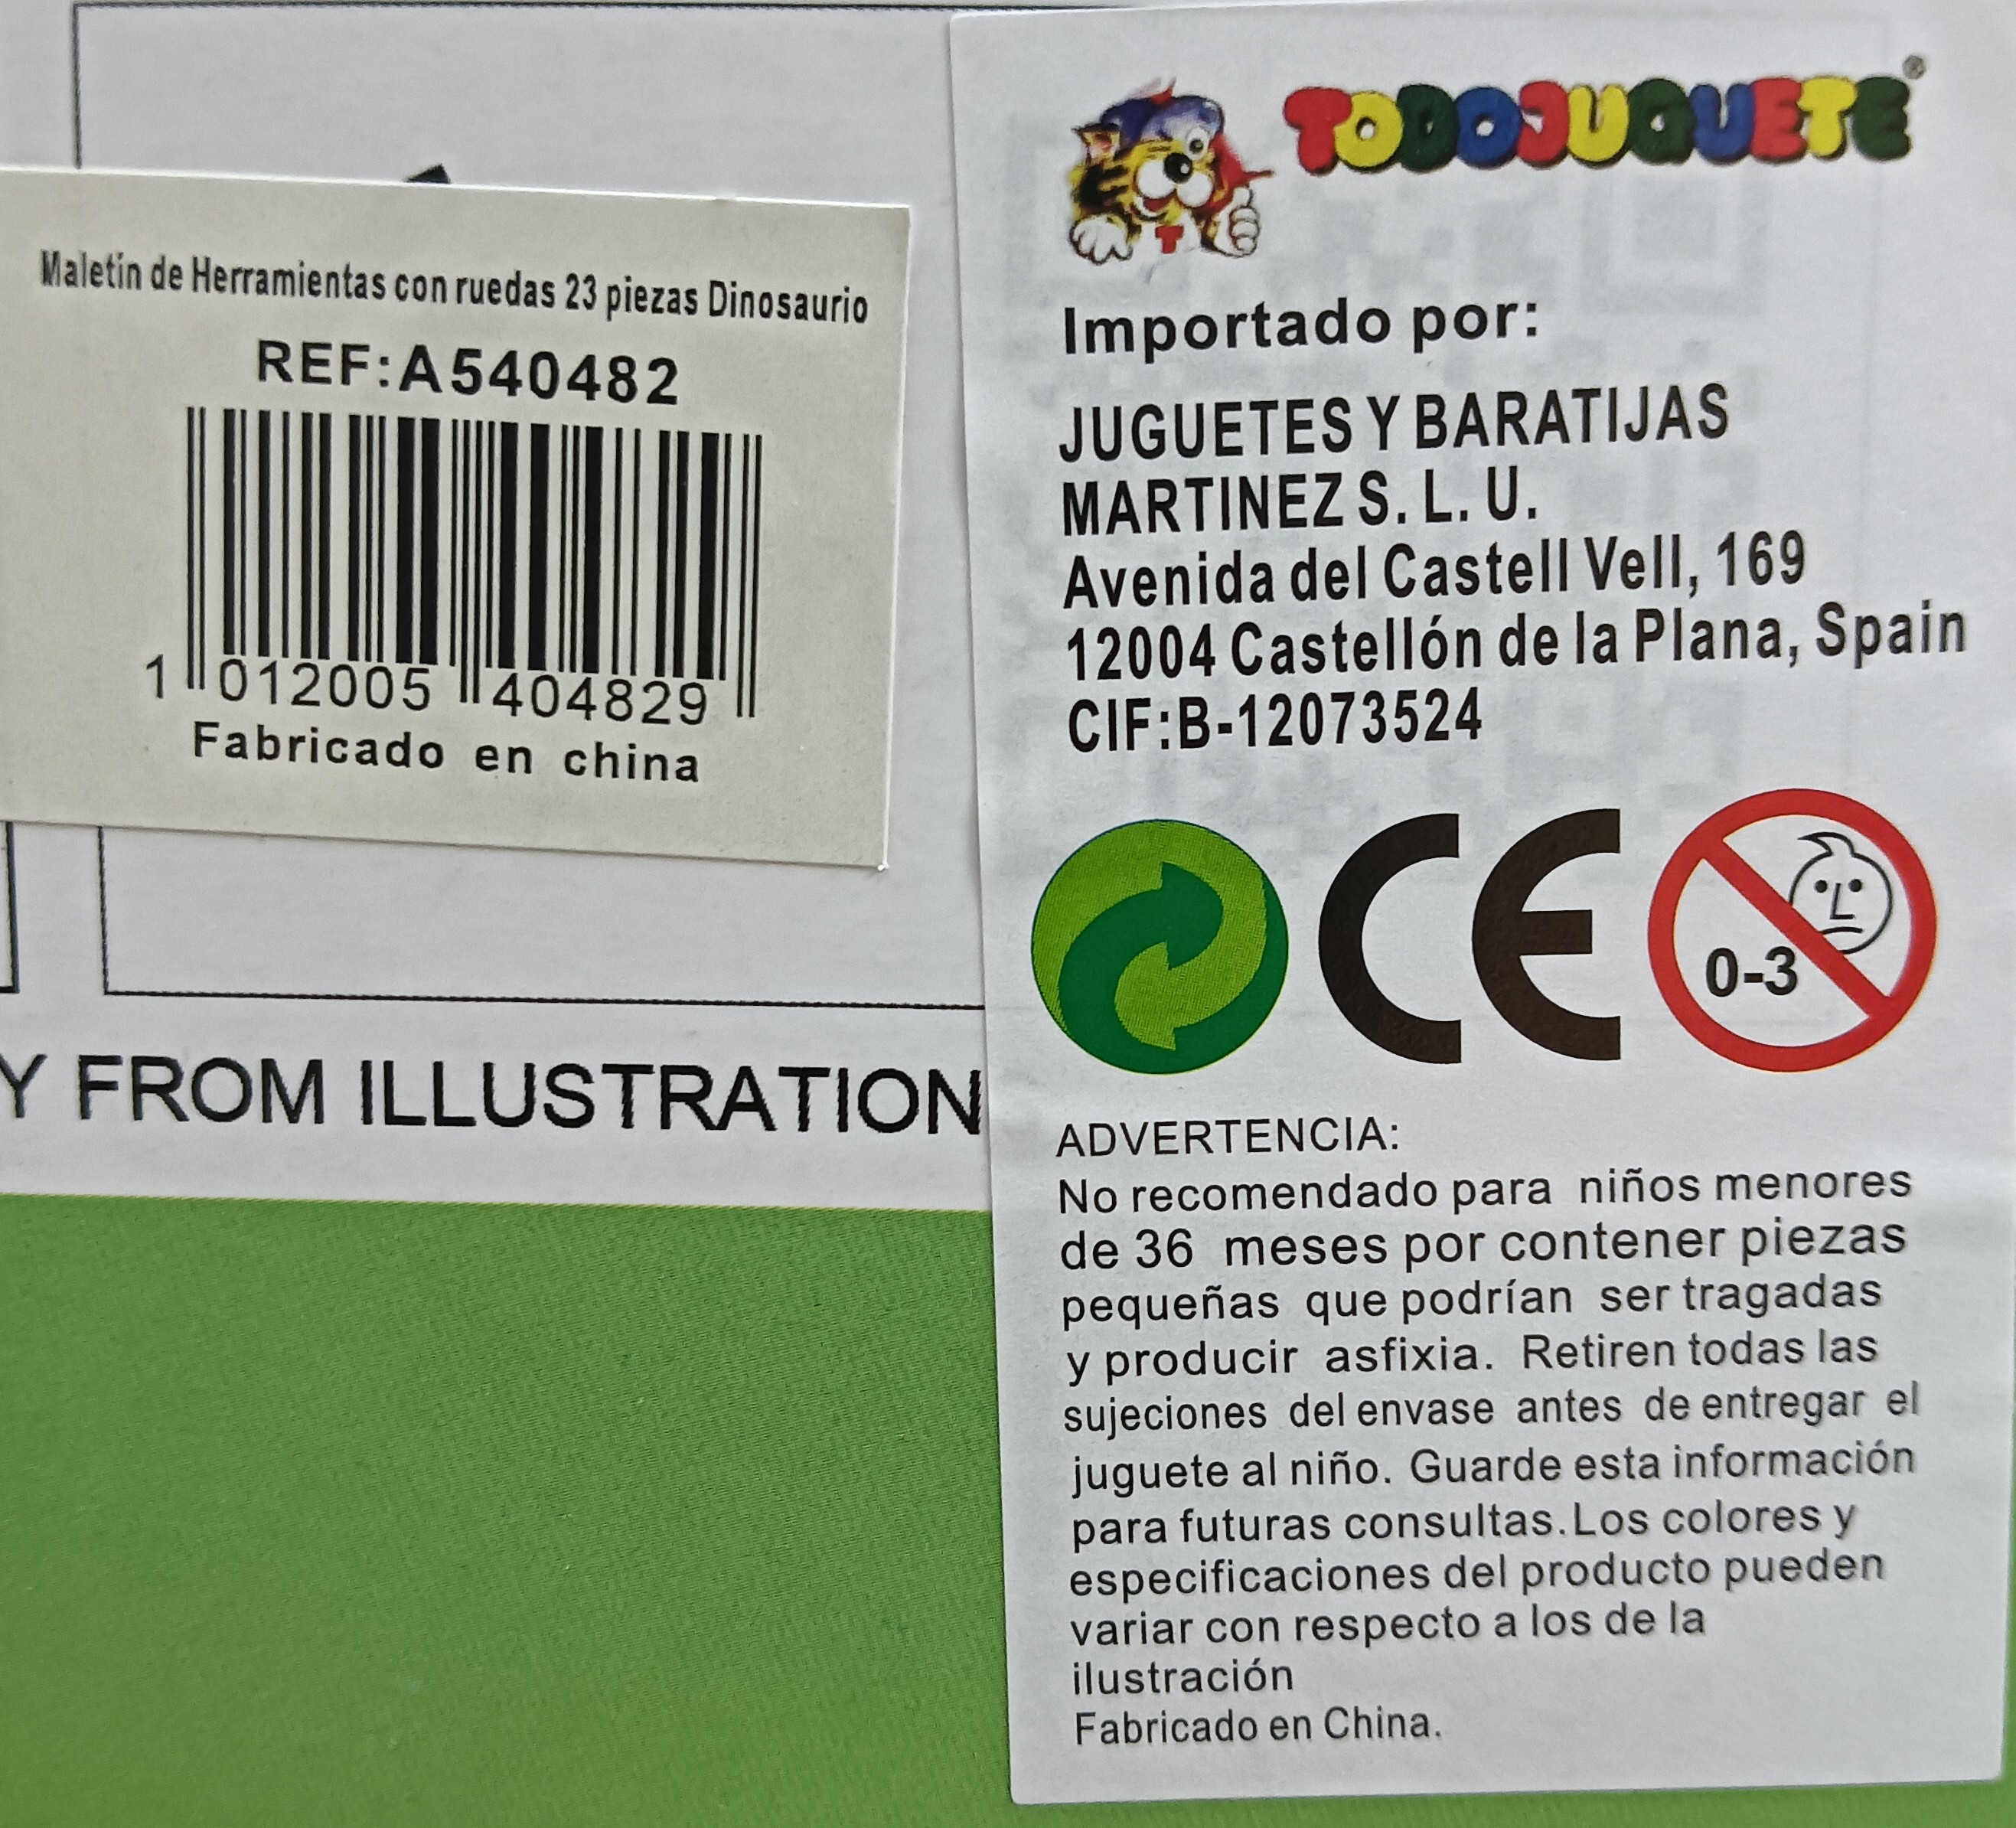 Maletín de Herramientas con ruedas 23 piezas Dinosaurio
REF:A540482
1 012005 404829
Fabricado en china
Y FROM ILLUSTRATION
TODOJUGUETE®
T
Importado por:
JUGUETES Y BARATIJAS
MARTINEZ S. L. U.
Avenida del Castell Vell, 169
12004 Castellón de la Plana, Spain
CIF:B-12073524
CE
0-3
ADVERTENCIA:
No recomendado para niños menores
de 36 meses por contener piezas
pequeñas que podrían ser tragadas
y producir asfixia. Retiren todas las
sujeciones del envase antes de entregar el
juguete al niño. Guarde esta información
para futuras consultas. Los colores y
especificaciones del producto pueden
variar con respecto a los de la
ilustración
Fabricado en China.